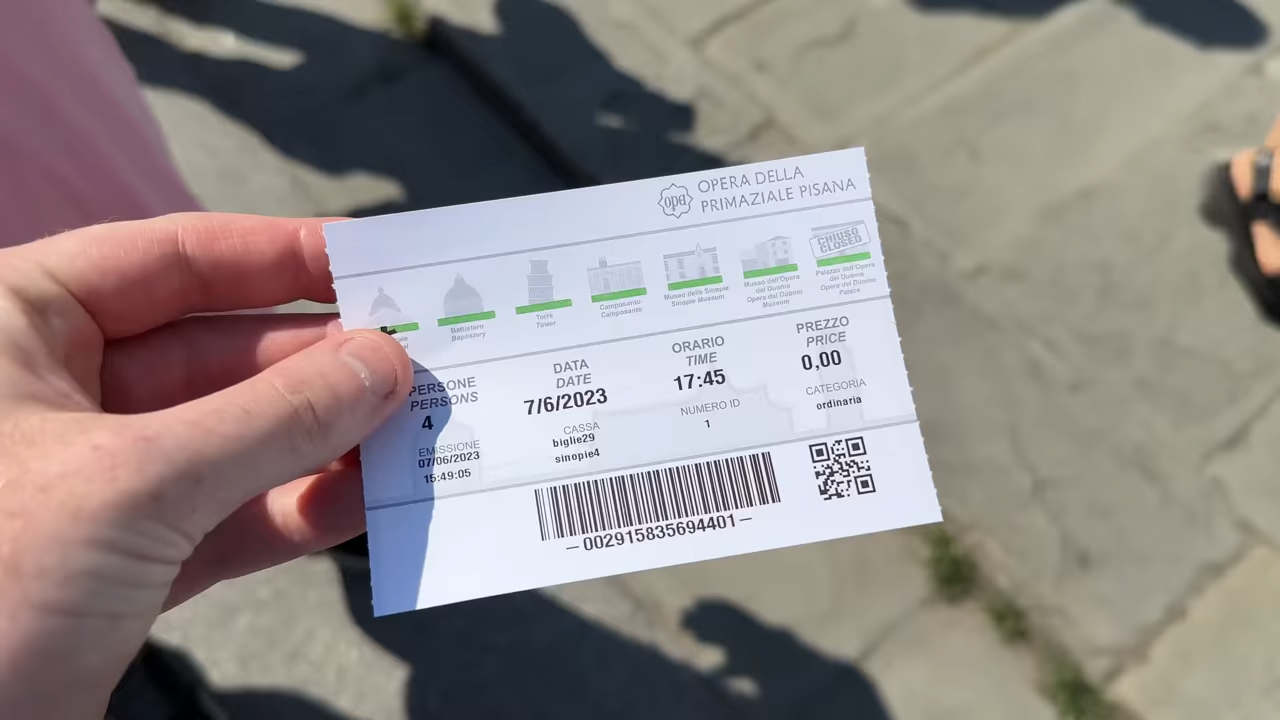 opa
OPERA DELLA
PRIMAZIALE PISANA
CHIUSO
CLOSED
Battistero
Baptistery
Torre
Tower
Camposanto
Camposanto
Museo delle Sinopie
Sinopie Museum
Museo dell'Opera
del Duomo
Opera del Duomo
Museum
Palazzo dell'Opera
del Duomo
Opera del Duomo
Palace
PERSONE
PERSONS
4
DATA
DATE
7/6/2023
ORARIO
TIME
17:45
PREZZO
PRICE
0,00
EMISSIONE
07/06/2023
15:49:05
CASSA
biglie29
sinopie4
NUMERO ID
1
CATEGORIA
ordinaria
–002915835694401–